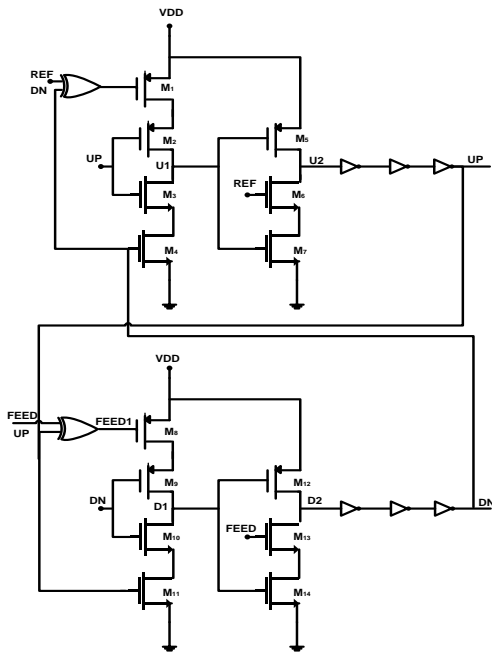 VDD
REF
DN
M1
M2
M5
UP
U1
U2
UP
M3
REF
M6
M4
M7
VDD
FEED
FEED1
UP
M8
M9
M12
DN
D1
D2
DN
M10
FEED
M13
M11
M14